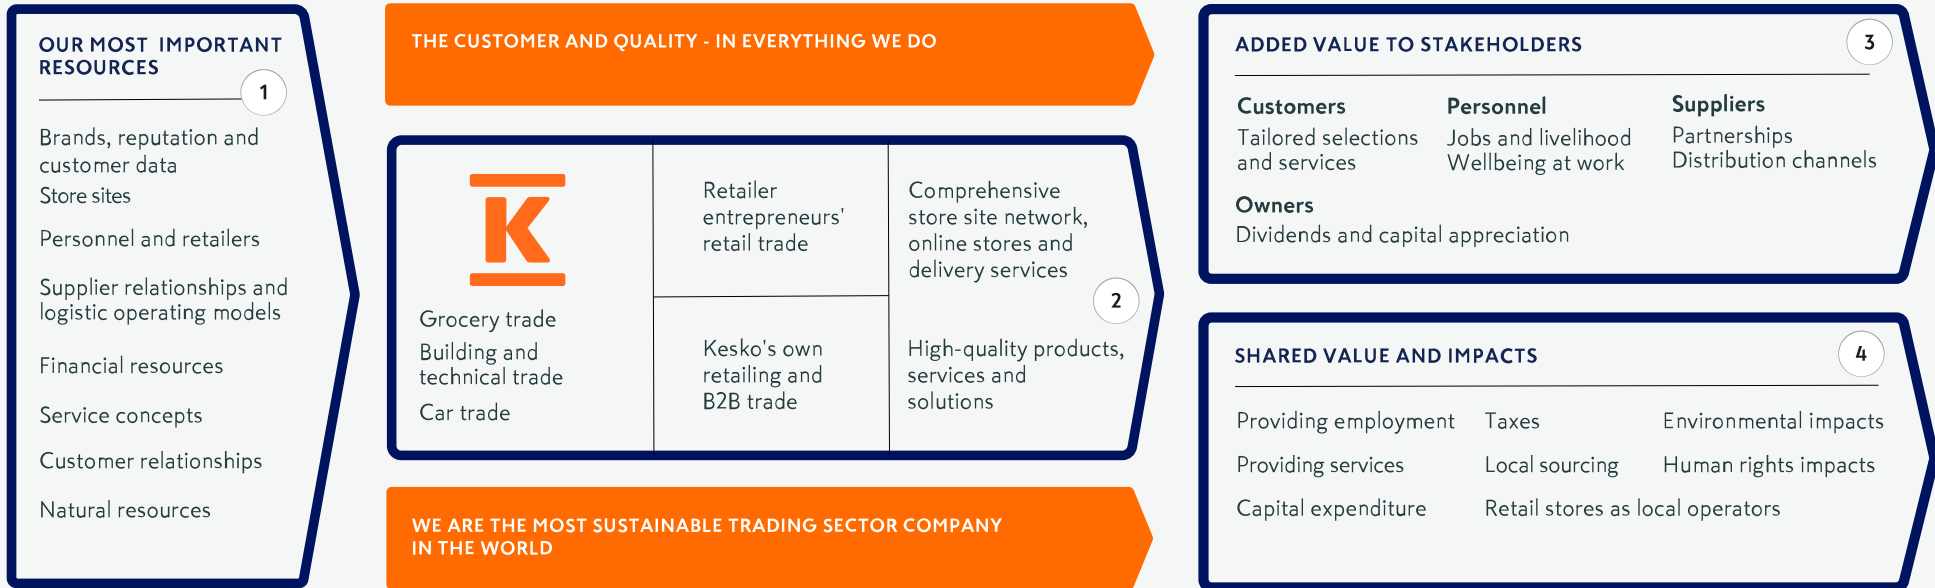 OUR MOST IMPORTANT
RESOURCES
1
Brands, reputation and
customer data
Store sites
Personnel and retailers
Supplier relationships and
logistic operating models
Financial resources
Service concepts
Customer relationships
Natural resources
THE CUSTOMER AND QUALITY - IN EVERYTHING WE DO
K
Grocery trade
Building and
technical trade
Car trade
Retailer
entrepreneurs'
retail trade
Kesko's own
retailing and
B2B trade
Comprehensive
store site network,
online stores and
delivery services
2
High-quality products,
services and
solutions
WE ARE THE MOST SUSTAINABLE TRADING SECTOR COMPANY
IN THE WORLD
ADDED VALUE TO STAKEHOLDERS
3
Customers
Tailored selections
and services
Personnel
Jobs and livelihood
Wellbeing at work
Suppliers
Partnerships
Distribution channels
Owners
Dividends and capital appreciation
SHARED VALUE AND IMPACTS
4
Providing employment
Taxes
Environmental impacts
Providing services
Local sourcing
Human rights impacts
Capital expenditure
Retail stores as local operators